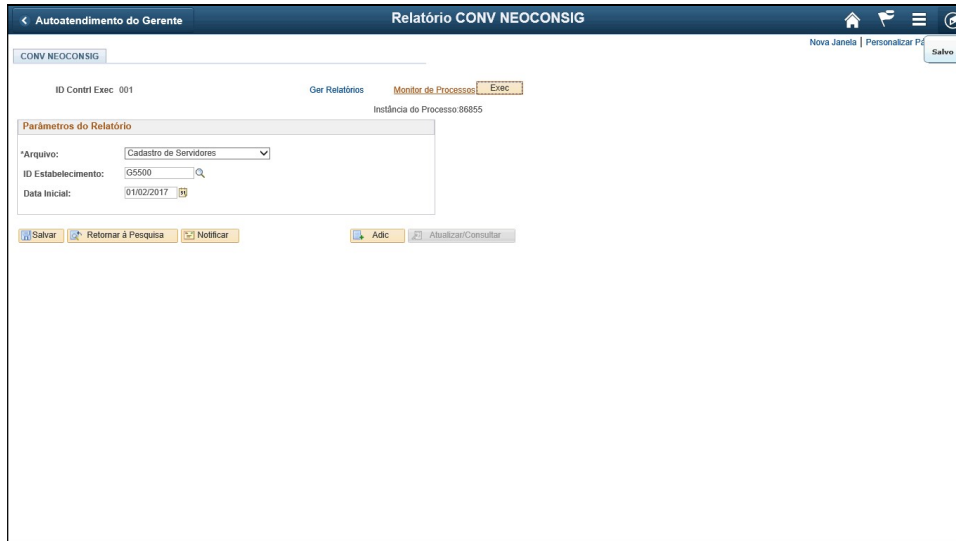 Autoatendimento do Gerente
Relatório CONV NEOCONSIG
Nova Janela | Personalizar Pá
Salvo
CONV NEOCONSIG
ID Contrl Exec 001
Ger Relatórios
Monitor de Processos
Exec
Instância do Processo:86855
Parâmetros do Relatório
*Arquivo: Cadastro de Servidores
ID Estabelecimento: G5500
Data Inicial: 01/02/2017
Salvar
Retornar à Pesquisa
Notificar
Adic
Atualizar/Consultar